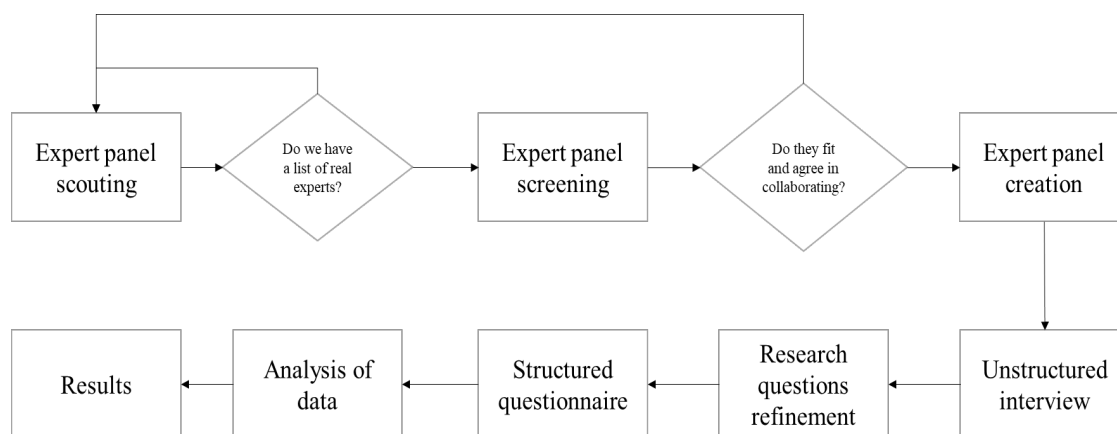 Expert panel
scouting
Do we have
a list of real
experts?
Expert panel
screening
Do they fit
and agree in
collaborating?
Expert panel
creation
Unstructured
interview
Research
questions
refinement
Structured
questionnaire
Analysis of
data
Results